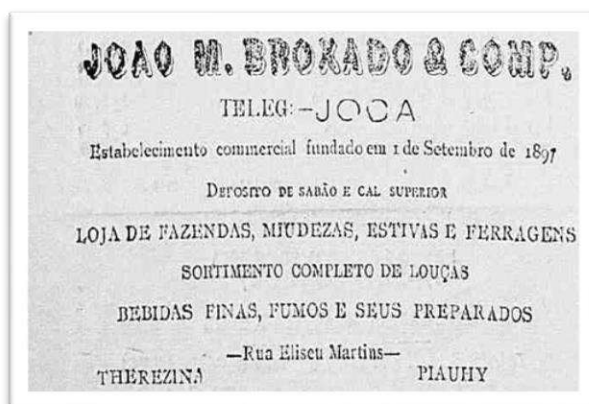 JOAO M. BROXADO & COMP.
TELEG:-JOCA
Estabelecimento commercial fundado em 1 de Setembro de 1897
DEPOSITO DE SABÃO E CAL SUPERIOR
LOJA DE FAZENDAS, MIUDEZAS, ESTIVAS E FERRAGENS
SORTIMENTO COMPLETO DE LOUÇAS
BEBIDAS FINAS, FUMOS E SEUS PREPARADOS
—Rua Eliseu Martins—
THEREZINA PIAUHY